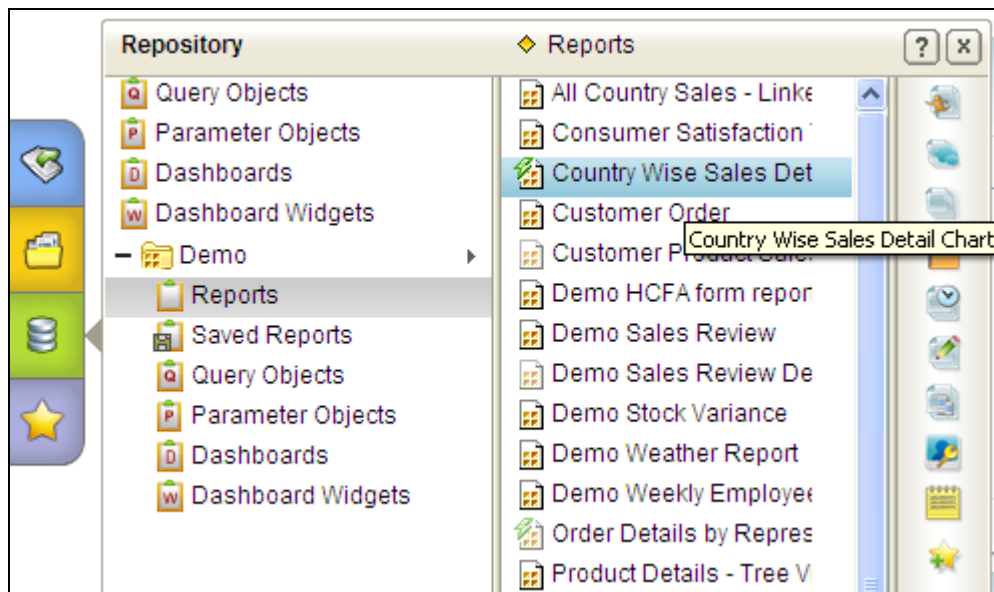 Repository
Reports
?
x
Query Objects
Parameter Objects
Dashboards
Dashboard Widgets
Demo
Reports
Saved Reports
Query Objects
Parameter Objects
Dashboards
Dashboard Widgets
All Country Sales - Linke
Consumer Satisfaction
Country Wise Sales Det
Customer Order
Country Wise Sales Detail Chart
Customer
Demo HCFA form repor
Demo Sales Review
Demo Sales Review De
Demo Stock Variance
Demo Weather Report
Demo Weekly Employee
Order Details by Repres
Product Details - Tree Vi